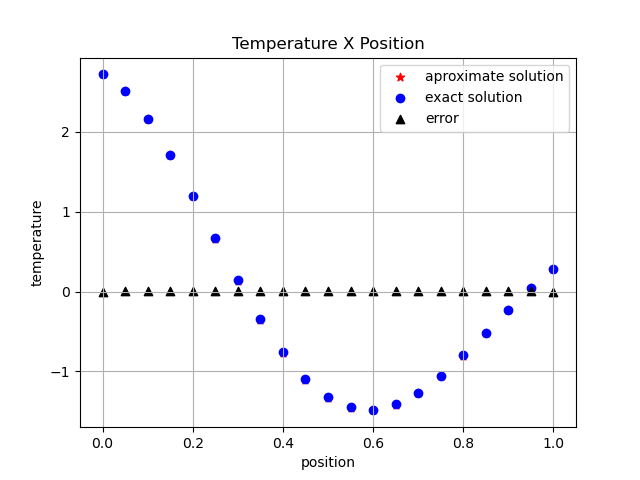 Temperature X Position
aproximate solution
exact solution
error
temperature
2
1
0
−1
0.0 0.2 0.4 0.6 0.8 1.0
position